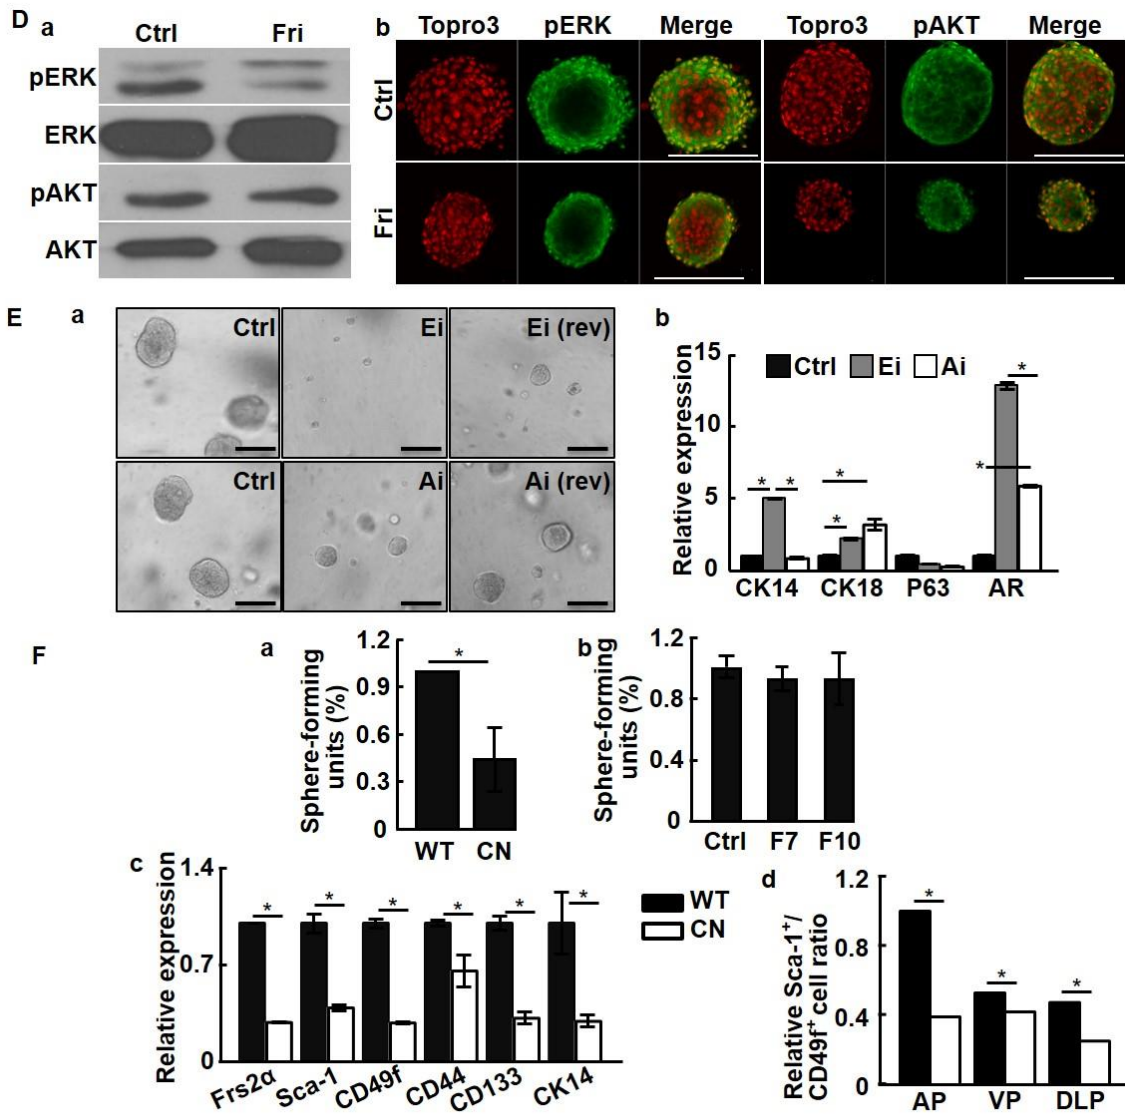 D a Ctrl Fri
pERK
ERK
pAKT
AKT
b Topro3 pERK Merge Topro3 pAKT Merge
Ctrl
Fri
E a
Ctrl Ei Ei (rev)
Ctrl Ai Ai (rev)
b
Relative expression
15
10
5
0
Ctrl Ei Ai
* * * * * *
CK14 CK18 P63 AR
F a
Sphere-forming
units (%)
1.2
0.9
0.6
0.3
0
*
WT CN
b
Sphere-forming
units (%)
1.2
0.8
0.4
0
Ctrl F7 F10
c
Relative expression
1.4
0.7
0
* * * * * *
Frs2α Sca-1 CD49f CD44 CD133 CK14
WT
CN
d
Relative Sca-1⁺/
CD49f⁺ cell ratio
1.2
0.8
0.4
0
* * *
AP VP DLP